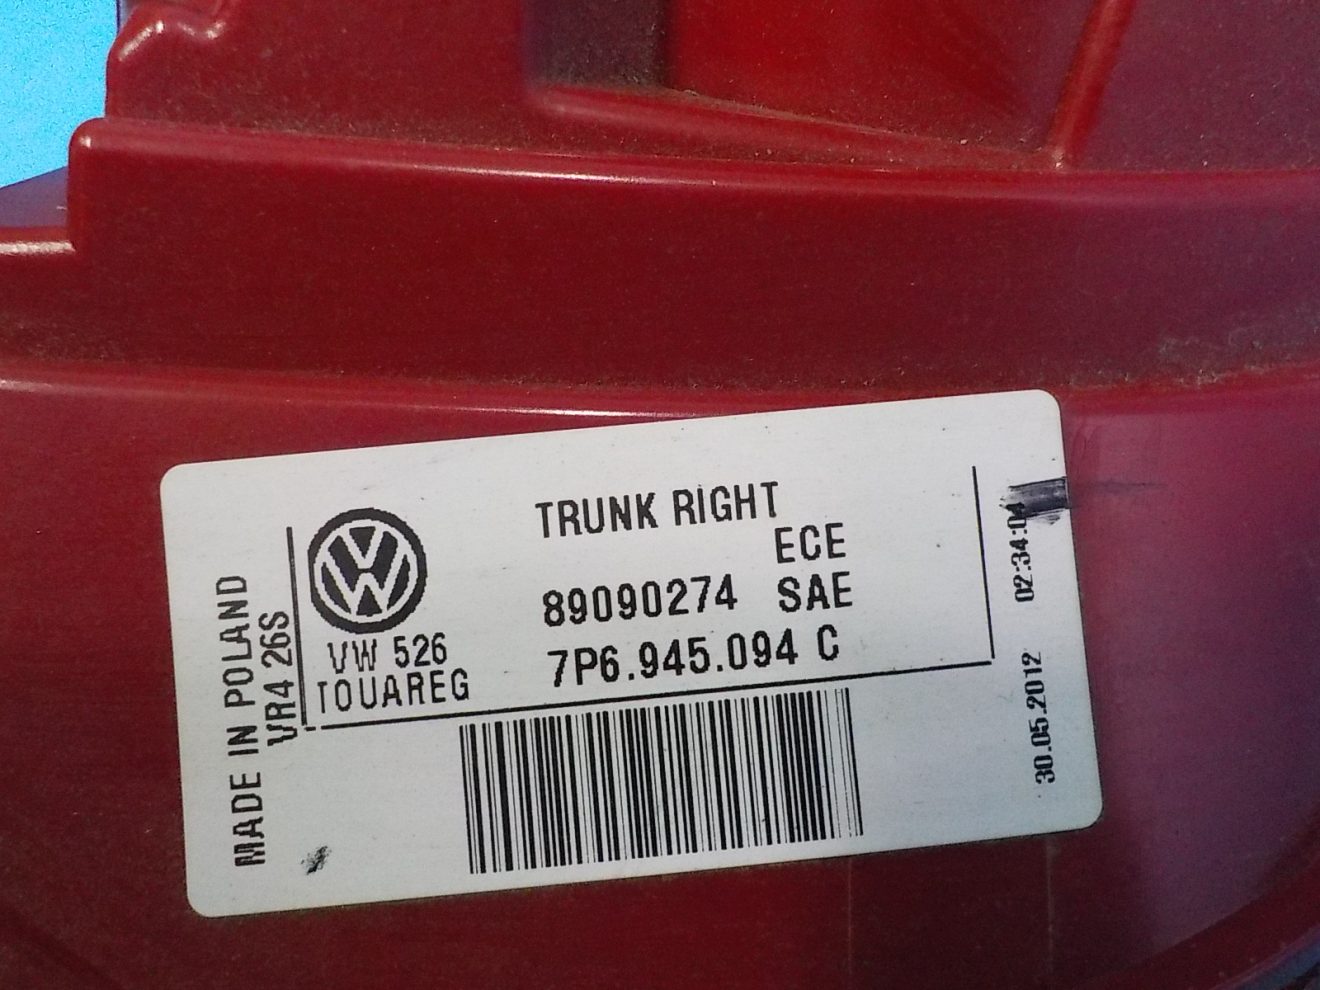 TRUNK RIGHT
ECE
89090274 SAE
7P6.945.094 C
VW 526
TOUAREG
MADE IN POLAND
VR4 26S
30.05.2012 02:34:04